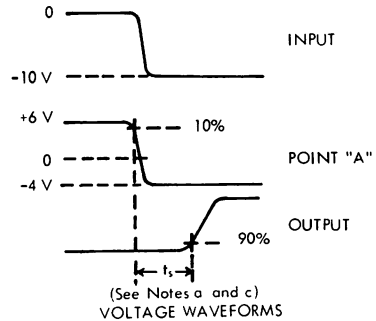 0
INPUT
-10 V
+6 V
10%
0
POINT "A"
-4 V
OUTPUT
90%
ts
(See Notes a and c)
VOLTAGE WAVEFORMS